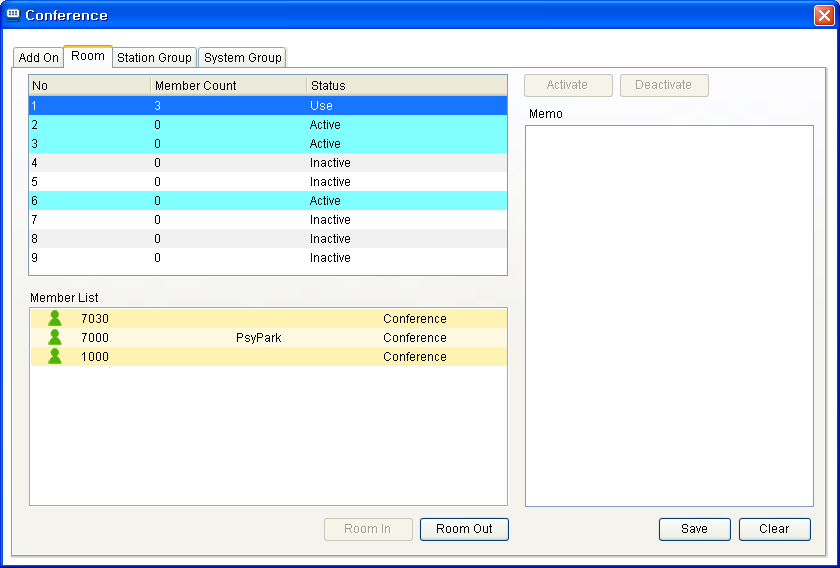 Conference
Add On Room Station Group System Group
No Member Count Status
1 3 Use
2 0 Active
3 0 Active
4 0 Inactive
5 0 Inactive
6 0 Active
7 0 Inactive
8 0 Inactive
9 0 Inactive
Member List
7030 Conference
7000 PsyPark Conference
1000 Conference
Room In Room Out
Activate Deactivate
Memo
Save Clear